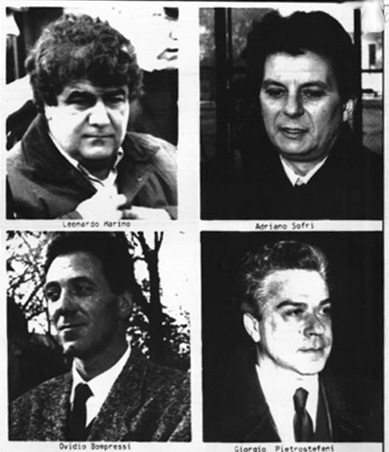 Leonardo Marino
Adriano Sofri
Ovidio Bompressi
Giorgio Pietrostefani